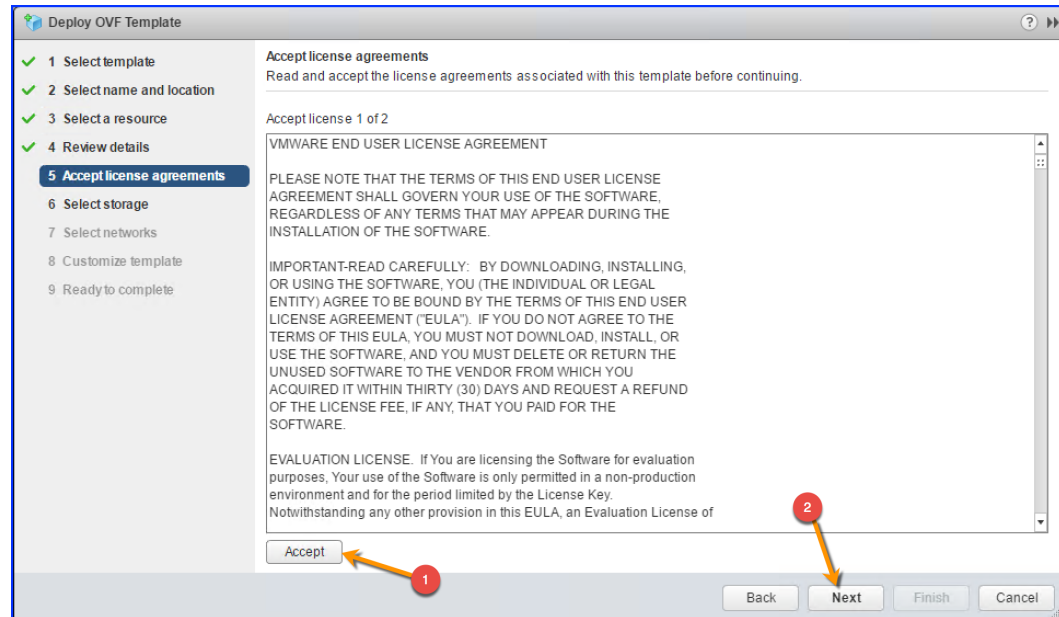 Deploy OVF Template
1 Select template
2 Select name and location
3 Select a resource
4 Review details
5 Accept license agreements
6 Select storage
7 Select networks
8 Customize template
9 Ready to complete
Accept license agreements
Read and accept the license agreements associated with this template before continuing.
Accept license 1 of 2
VMWARE END USER LICENSE AGREEMENT
PLEASE NOTE THAT THE TERMS OF THIS END USER LICENSE
AGREEMENT SHALL GOVERN YOUR USE OF THE SOFTWARE,
REGARDLESS OF ANY TERMS THAT MAY APPEAR DURING THE
INSTALLATION OF THE SOFTWARE.
IMPORTANT-READ CAREFULLY: BY DOWNLOADING, INSTALLING,
OR USING THE SOFTWARE, YOU (THE INDIVIDUAL OR LEGAL
ENTITY) AGREE TO BE BOUND BY THE TERMS OF THIS END USER
LICENSE AGREEMENT ("EULA"). IF YOU DO NOT AGREE TO THE
TERMS OF THIS EULA, YOU MUST NOT DOWNLOAD, INSTALL, OR
USE THE SOFTWARE, AND YOU MUST DELETE OR RETURN THE
UNUSED SOFTWARE TO THE VENDOR FROM WHICH YOU
ACQUIRED IT WITHIN THIRTY (30) DAYS AND REQUEST A REFUND
OF THE LICENSE FEE, IF ANY, THAT YOU PAID FOR THE
SOFTWARE.
EVALUATION LICENSE. If You are licensing the Software for evaluation
purposes, Your use of the Software is only permitted in a non-production
environment and for the period limited by the License Key.
Notwithstanding any other provision in this EULA, an Evaluation License of
2
Accept
1
Back Next Finish Cancel